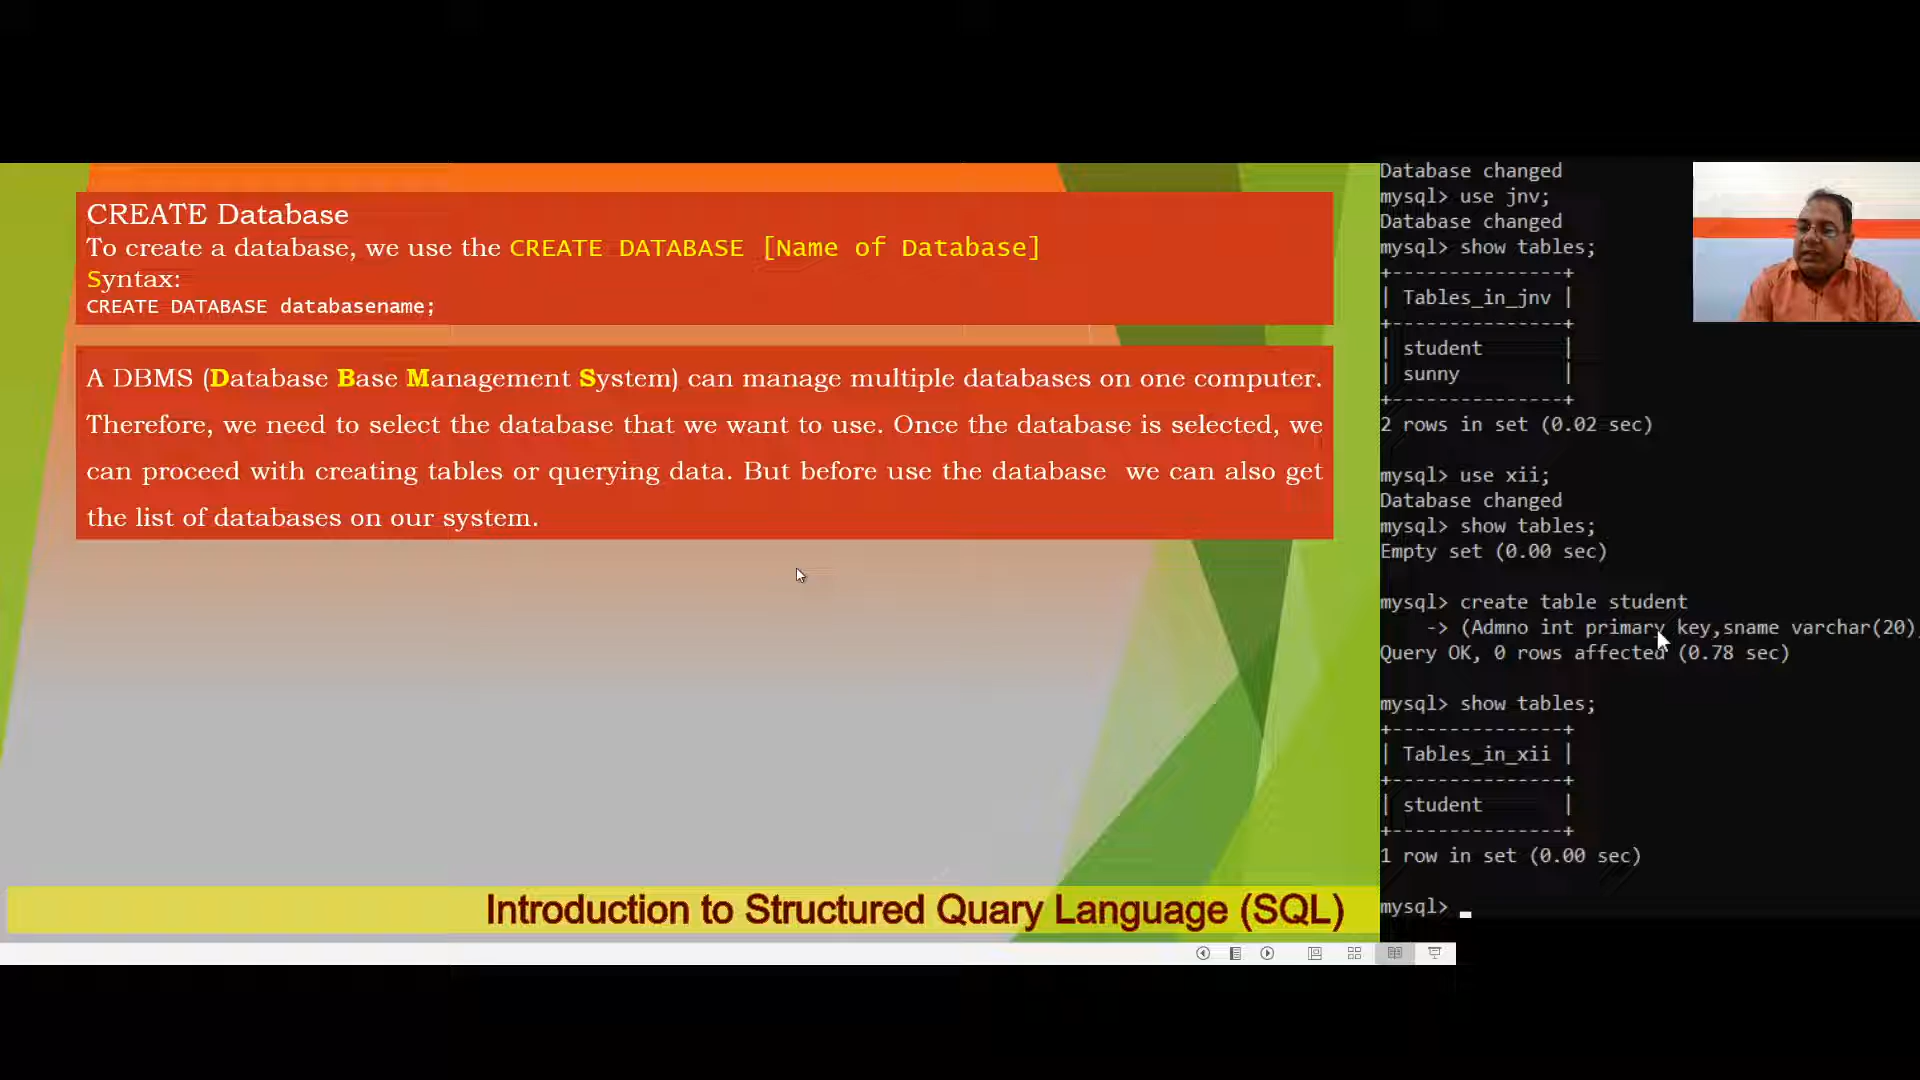 CREATE Database
To create a database, we use the CREATE DATABASE [Name of Database]
Syntax:
CREATE DATABASE databasename;
A DBMS (Database Base Management System) can manage multiple databases on one computer.
Therefore, we need to select the database that we want to use. Once the database is selected, we
can proceed with creating tables or querying data. But before use the database we can also get
the list of databases on our system.
Introduction to Structured Quary Language (SQL)
Database changed
mysql> use jnv;
Database changed
mysql> show tables;
+---------------+
| Tables_in_jnv |
+---------------+
| student       |
| sunny         |
+---------------+
2 rows in set (0.02 sec)
mysql> use xii;
Database changed
mysql> show tables;
Empty set (0.00 sec)
mysql> create table student
    -> (Admno int primary key,sname varchar(20)
Query OK, 0 rows affected (0.78 sec)
mysql> show tables;
+---------------+
| Tables_in_xii |
+---------------+
| student       |
+---------------+
1 row in set (0.00 sec)
mysql>